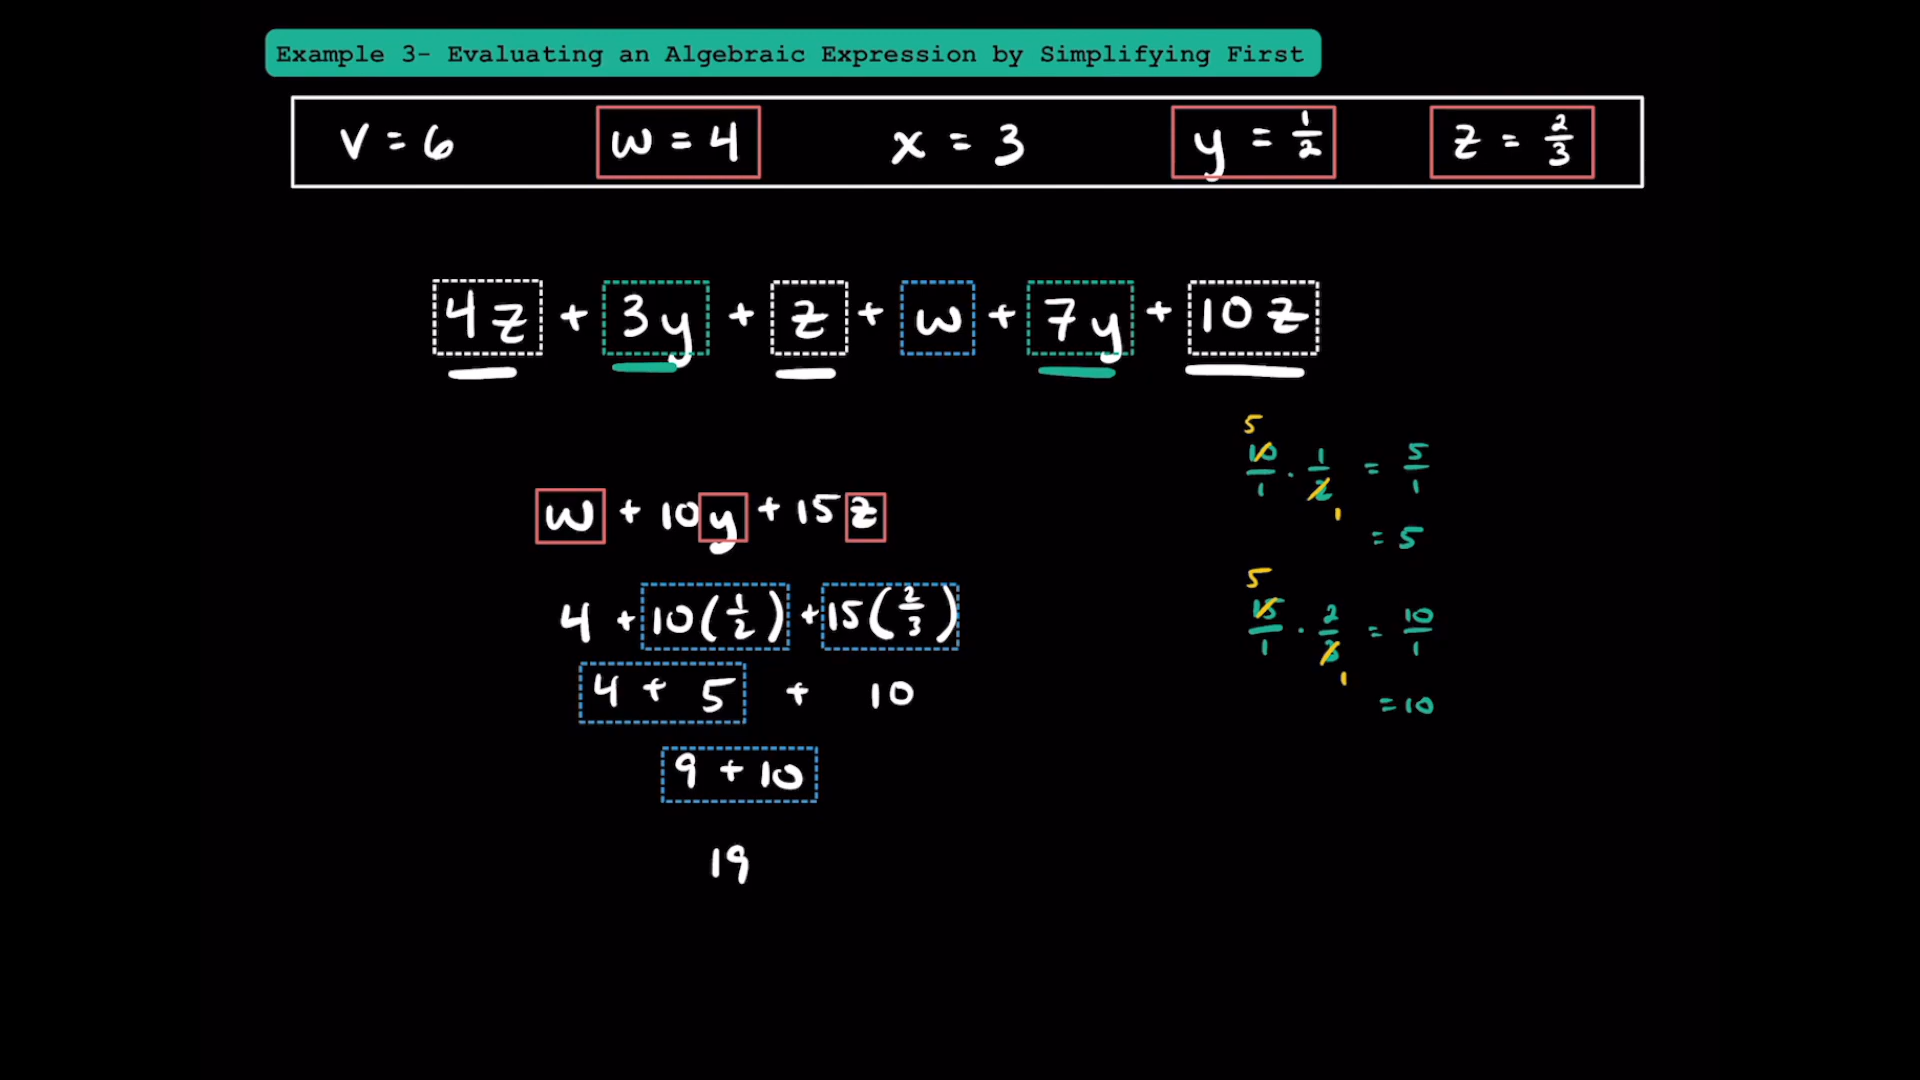 Example 3- Evaluating an Algebraic Expression by Simplifying First
v = 6 w = 4 x = 3 y = 1/2 z = 2/3
4z + 3y + z + w + 7y + 10z
w + 10y + 15z
4 + 10(1/2) + 15(2/3)
4 + 5 + 10
9 + 10
19
5
10/1 · 1/2 = 5/1
1
= 5
5
15/1 · 2/3 = 10/1
1
= 10